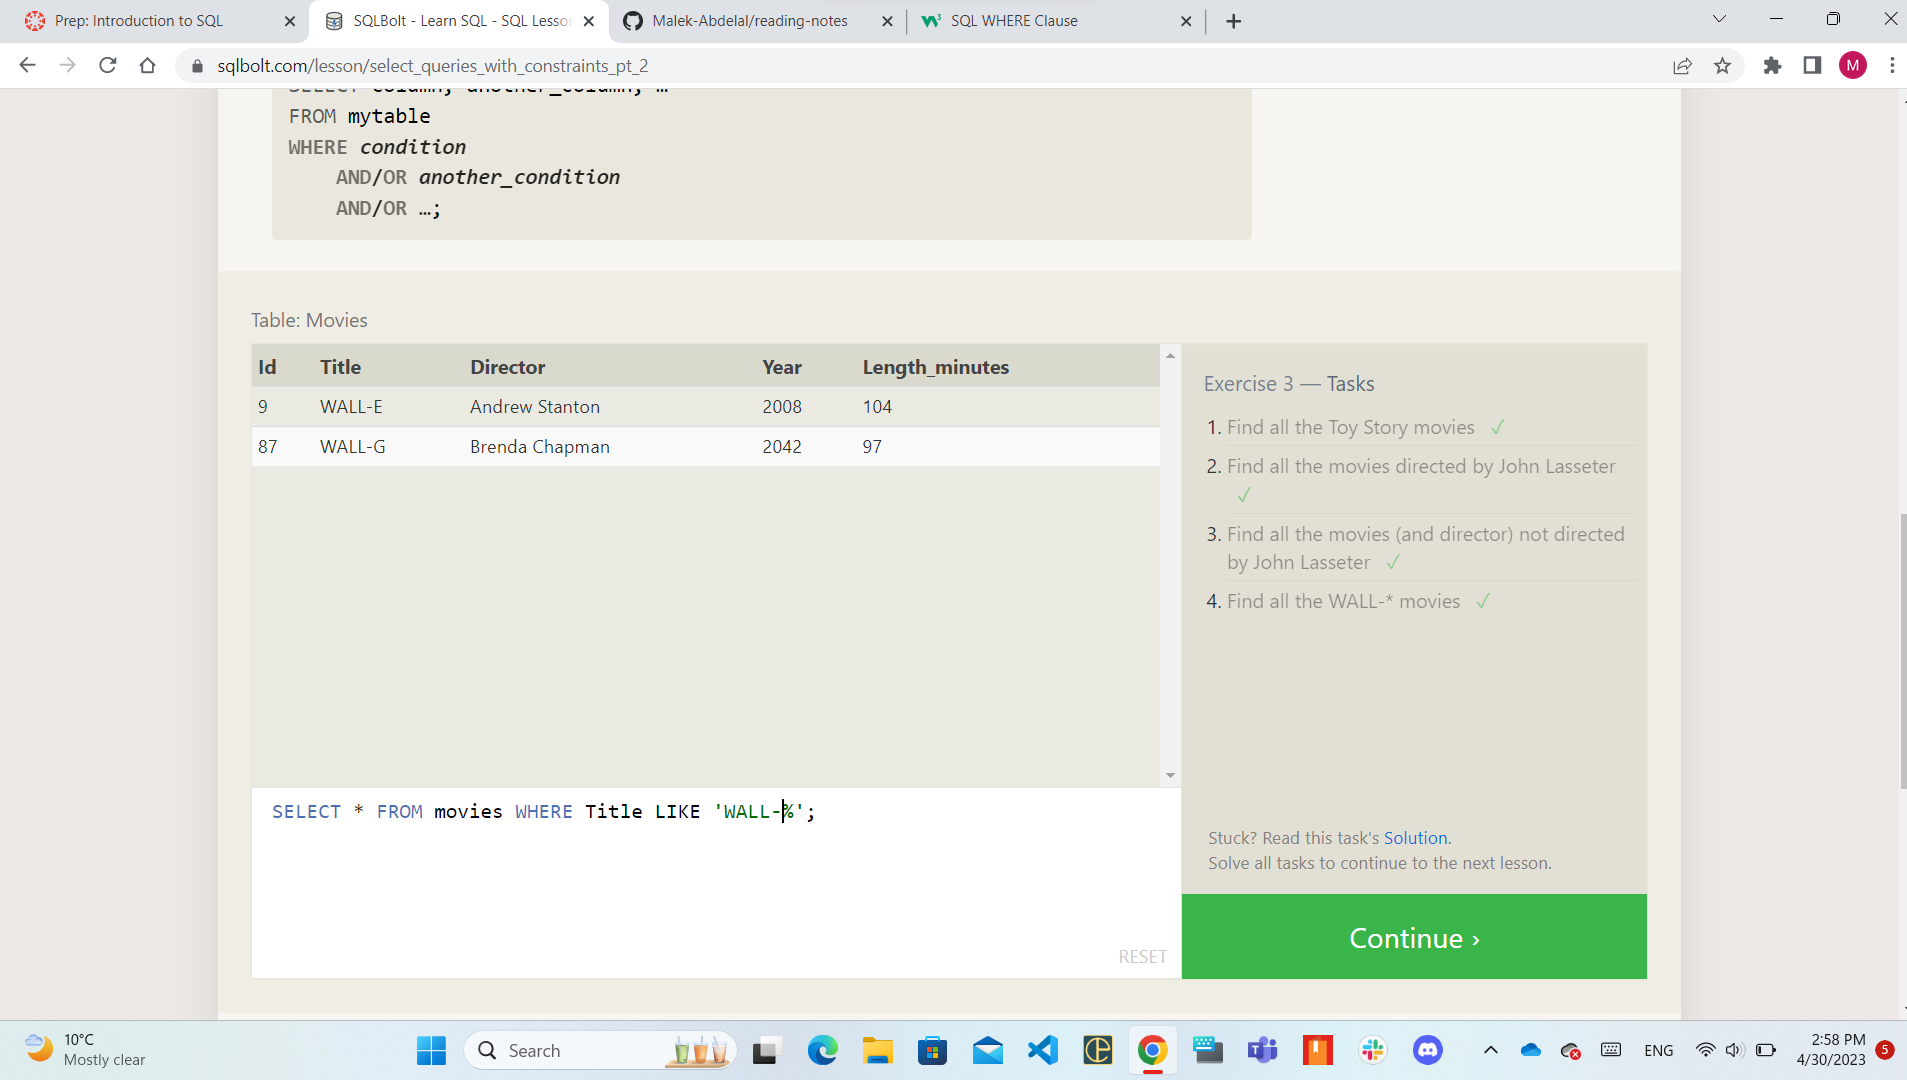 Prep: Introduction to SQL
SQLBolt - Learn SQL - SQL Lesson
Malek-Abdelal/reading-notes
SQL WHERE Clause
sqlbolt.com/lesson/select_queries_with_constraints_pt_2
M
SELECT column, another_column, …
FROM mytable
WHERE condition
AND/OR another_condition
AND/OR …;
Table: Movies
Id Title Director Year Length_minutes
9 WALL-E Andrew Stanton 2008 104
87 WALL-G Brenda Chapman 2042 97
Exercise 3 — Tasks
1. Find all the Toy Story movies ✓
2. Find all the movies directed by John Lasseter
✓
3. Find all the movies (and director) not directed
by John Lasseter ✓
4. Find all the WALL-* movies ✓
SELECT * FROM movies WHERE Title LIKE 'WALL-%';
RESET
Stuck? Read this task's Solution.
Solve all tasks to continue to the next lesson.
Continue ›
10°C
Mostly clear
Search
ENG
2:58 PM
4/30/2023
5